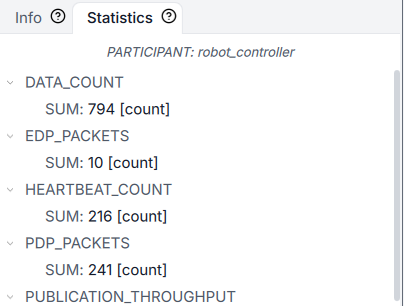 Info ? Statistics ?
PARTICIPANT: robot_controller
DATA_COUNT
SUM: 794 [count]
EDP_PACKETS
SUM: 10 [count]
HEARTBEAT_COUNT
SUM: 216 [count]
PDP_PACKETS
SUM: 241 [count]
PUBLICATION_THROUGHPUT